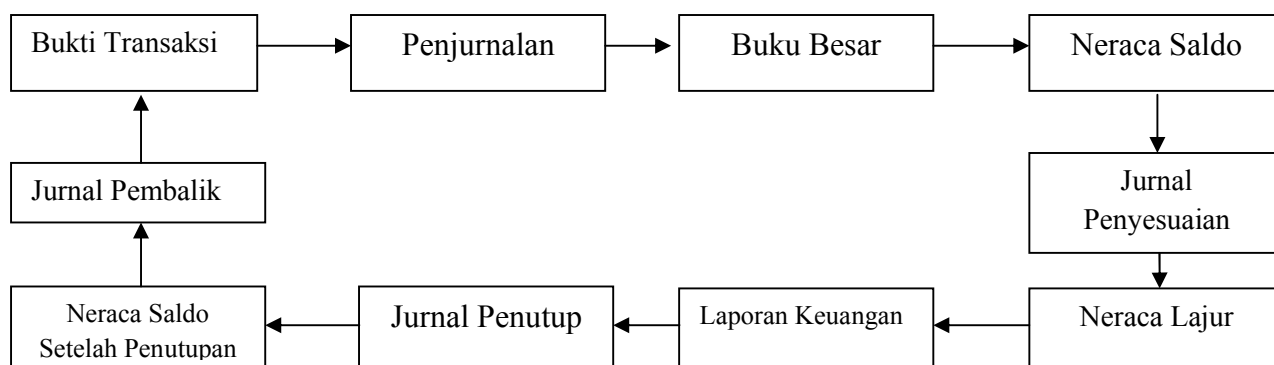 Bukti Transaksi
Penjurnalan
Buku Besar
Neraca Saldo
Jurnal Pembalik
Jurnal
Penyesuaian
Neraca Saldo
Setelah Penutupan
Jurnal Penutup
Laporan Keuangan
Neraca Lajur